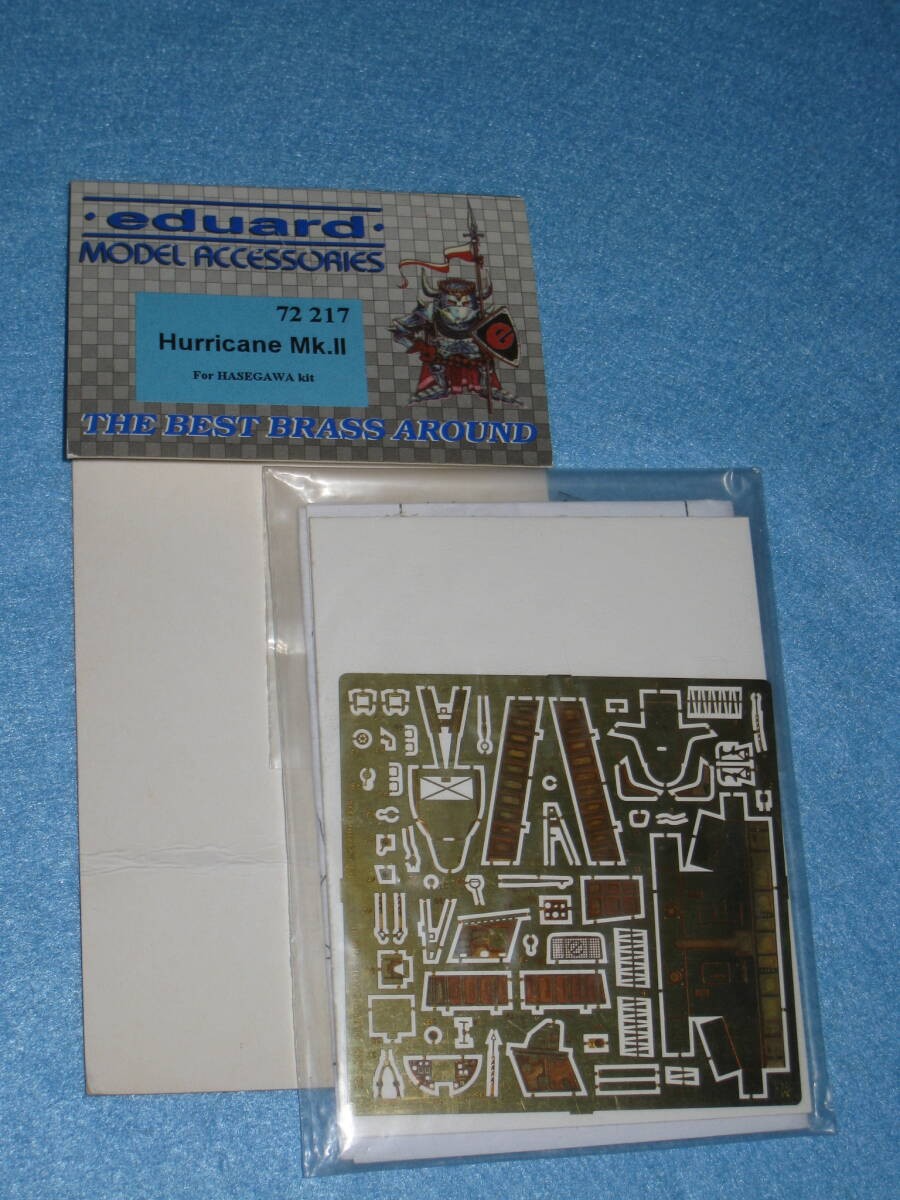 ·eduard·
MODEL ACCESSORIES
72 217
Hurricane Mk.II
For HASEGAWA kit
e
THE BEST BRASS AROUND